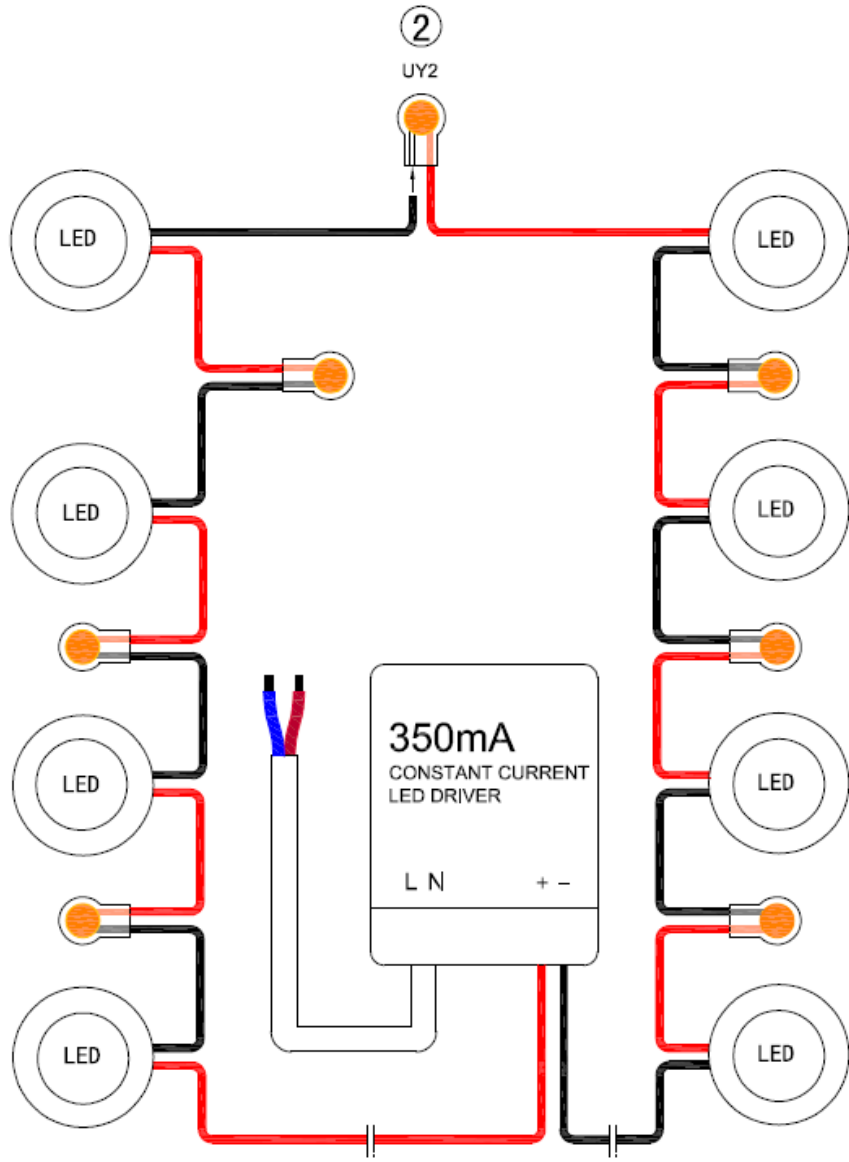 ②
UY2
LED
LED
LED
LED
350mA
CONSTANT CURRENT
LED DRIVER
LED
LED
L N + −
LED
LED